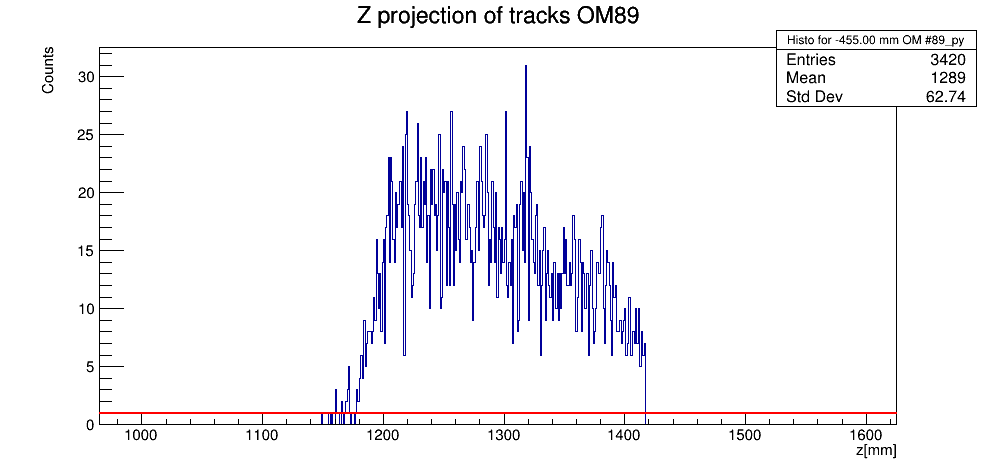 Z projection of tracks OM89
Histo for -455.00 mm OM #89_py
Entries 3420
Mean 1289
Std Dev 62.74
Counts
30
25
20
15
10
5
0
1000 1100 1200 1300 1400 1500 1600
z[mm]